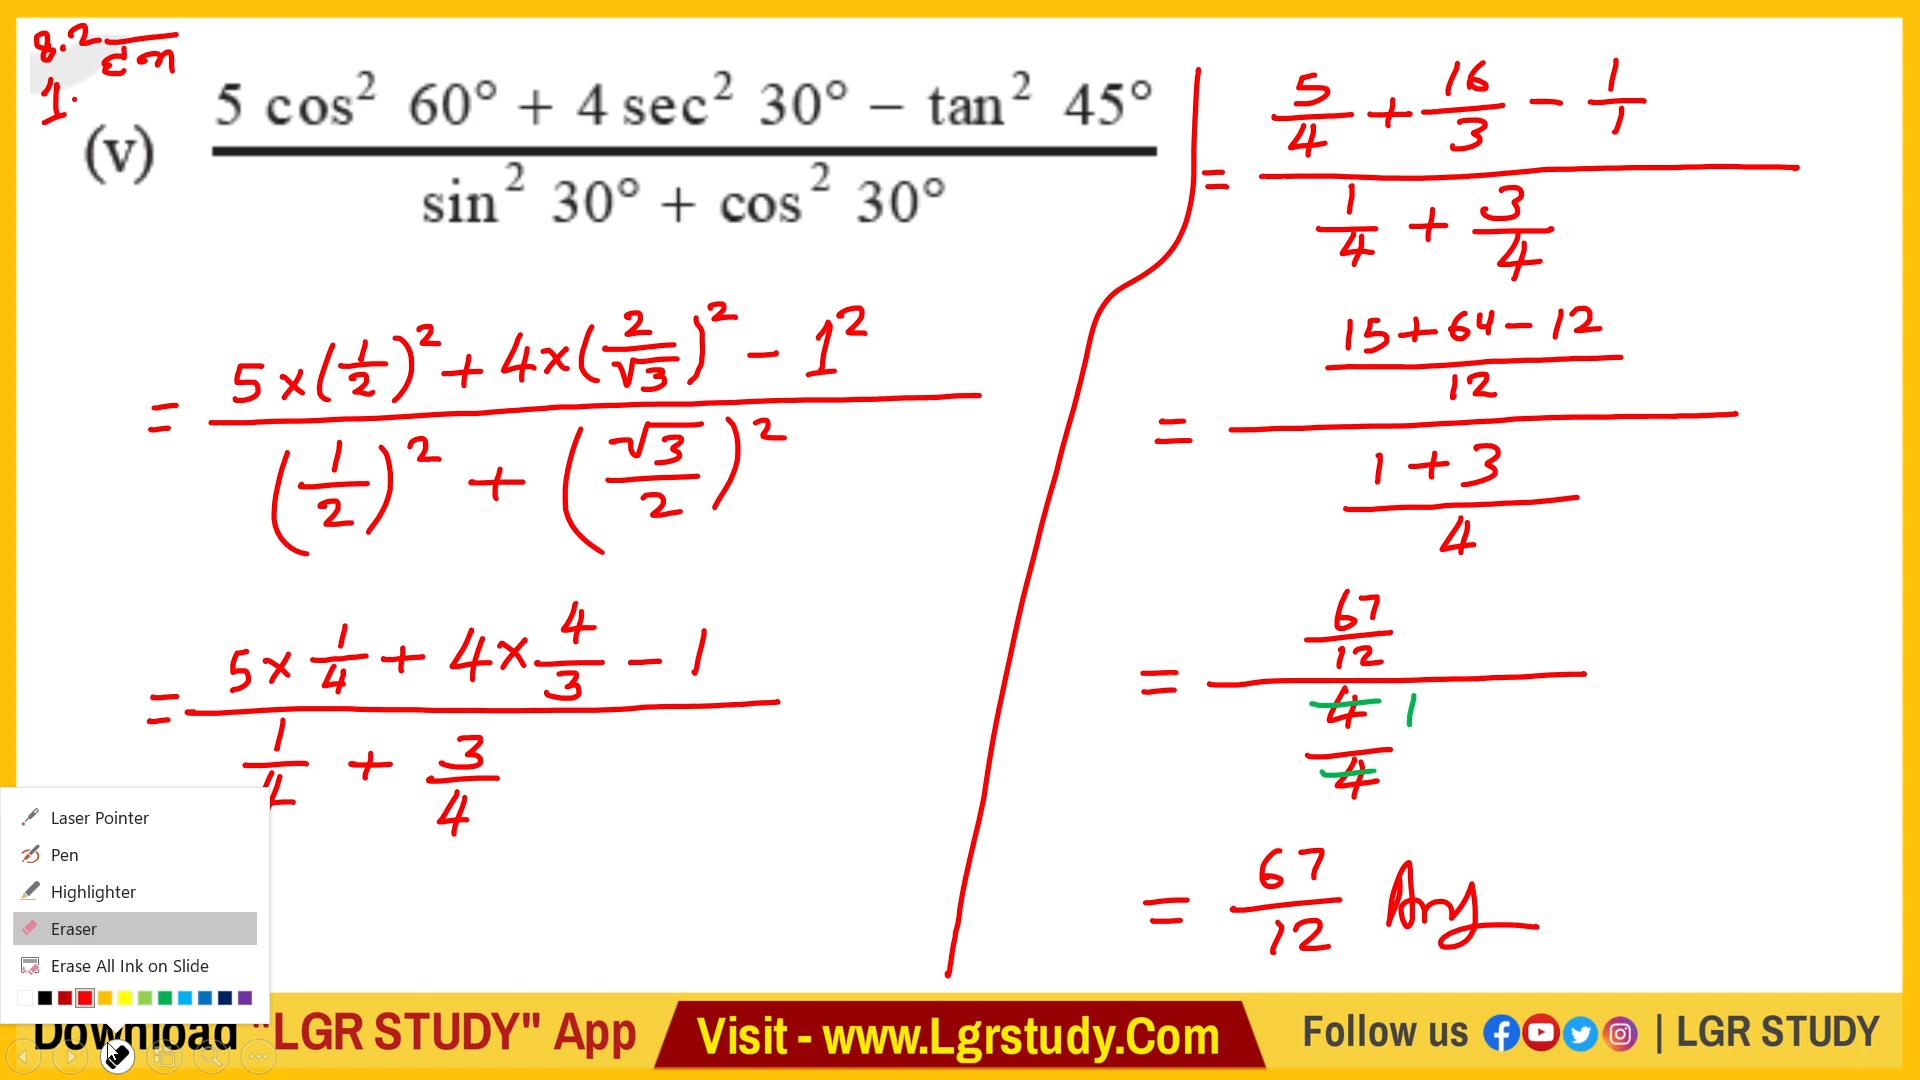 8.2 EX
1.
(v) 5 cos² 60° + 4 sec² 30° − tan² 45°
sin² 30° + cos² 30°
= 5×(1/2)² + 4×(2/√3)² − 1²
(1/2)² + (√3/2)²
= 5×1/4 + 4×4/3 − 1
1/4 + 3/4
= 5/4 + 16/3 − 1/1
1/4 + 3/4
= 15+64−12
12
1+3
4
= 67
12
4 1
4
= 67/12 Ans
Laser Pointer
Pen
Highlighter
Eraser
Erase All Ink on Slide
Download "LGR STUDY" App
Visit - www.Lgrstudy.Com
Follow us | LGR STUDY